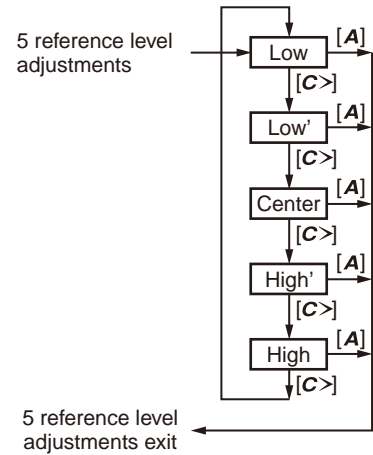 5 reference level
adjustments
Low
[A]
[C>]
Low’
[A]
[C>]
Center
[A]
[C>]
High’
[A]
[C>]
High
[A]
[C>]
5 reference level
adjustments exit